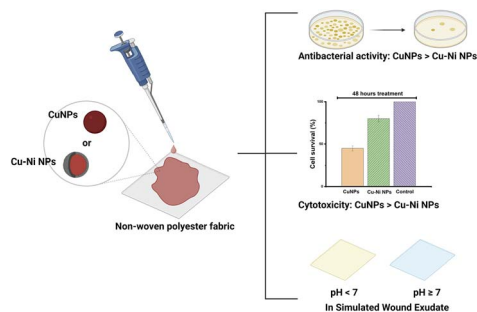 CuNPs
or
Cu-Ni NPs
Non-woven polyester fabric
Antibacterial activity: CuNPs > Cu-Ni NPs
48 hours treatment
Cell survival (%)
100
50
0
CuNPs
Cu-Ni NPs
Control
Cytotoxicity: CuNPs > Cu-Ni NPs
pH < 7
pH ≥ 7
In Simulated Wound Exudate